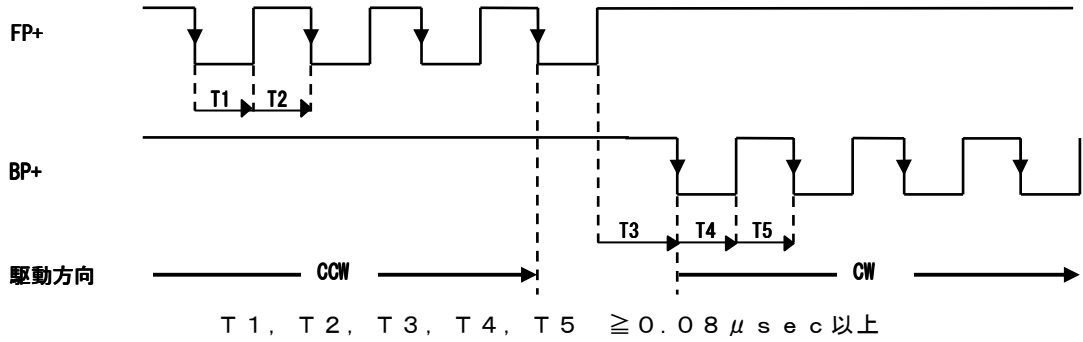 FP+
T1 T2
BP+
T3 T4 T5
駆動方向 CCW CW
Ｔ１，Ｔ２，Ｔ３，Ｔ４，Ｔ５　≧０．０８μｓｅｃ以上